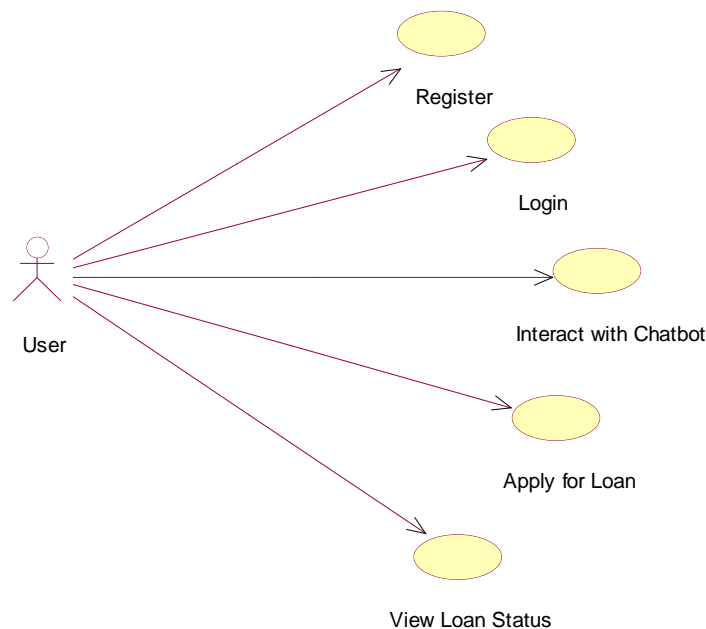 Register
Login
Interact with Chatbot
User
Apply for Loan
View Loan Status